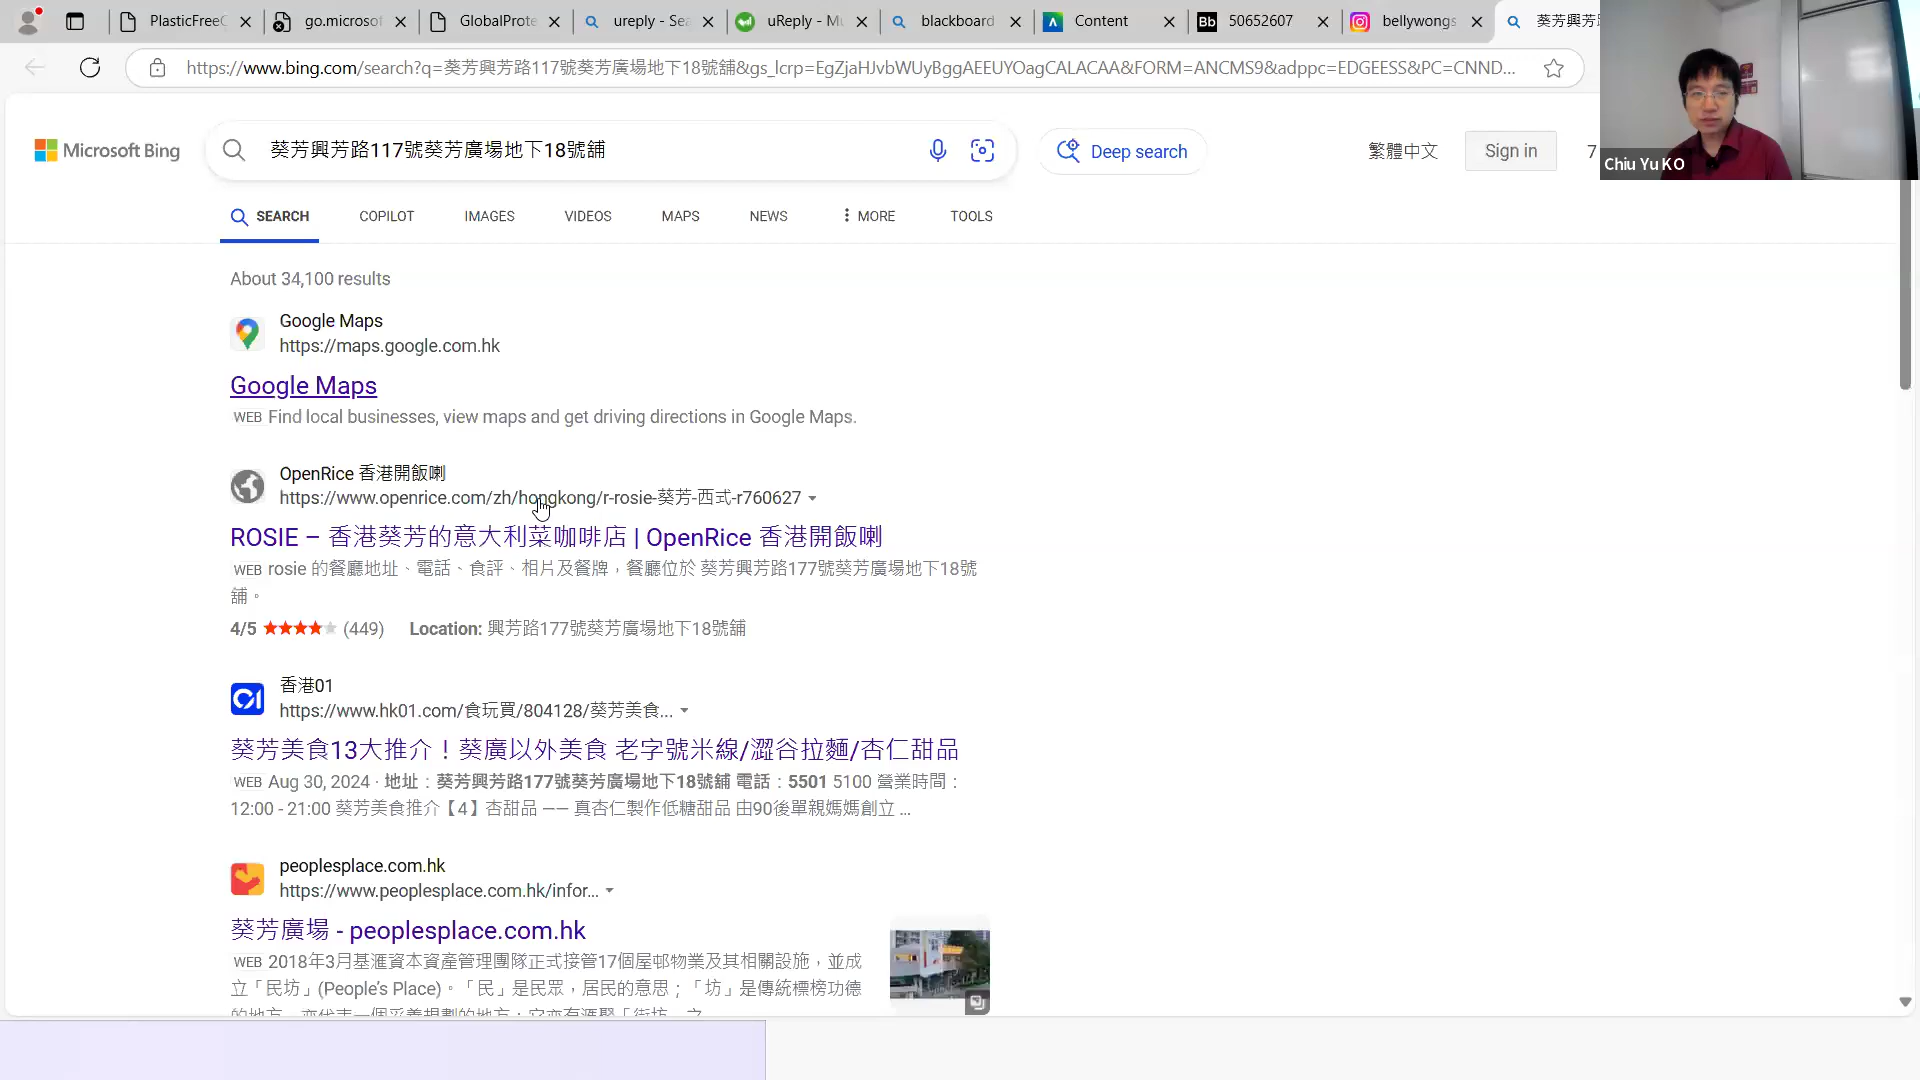 PlasticFreeC
go.microsof
GlobalProte
ureply - Sea
uReply - Mu
blackboard
Content
Bb 50652607
bellywongs
葵芳興芳路
https://www.bing.com/search?q=葵芳興芳路117號葵芳廣場地下18號舖&gs_lcrp=EgZjaHJvbWUyBggAEEUYOagCALACAA&FORM=ANCMS9&adppc=EDGEESS&PC=CNND...
Chiu Yu KO
Microsoft Bing
葵芳興芳路117號葵芳廣場地下18號舖
Deep search
繁體中文
Sign in
7
SEARCH
COPILOT
IMAGES
VIDEOS
MAPS
NEWS
MORE
TOOLS
About 34,100 results
Google Maps
https://maps.google.com.hk
Google Maps
WEB Find local businesses, view maps and get driving directions in Google Maps.
OpenRice 香港開飯喇
https://www.openrice.com/zh/hongkong/r-rosie-葵芳-西式-r760627
ROSIE – 香港葵芳的意大利菜咖啡店 | OpenRice 香港開飯喇
WEB rosie 的餐廳地址、電話、食評、相片及餐牌，餐廳位於 葵芳興芳路177號葵芳廣場地下18號
舖。
4/5 ★★★★★ (449) Location: 興芳路177號葵芳廣場地下18號舖
香港01
https://www.hk01.com/食玩買/804128/葵芳美食...
葵芳美食13大推介！葵廣以外美食 老字號米線/澀谷拉麵/杏仁甜品
WEB Aug 30, 2024 · 地址：葵芳興芳路177號葵芳廣場地下18號舖 電話：5501 5100 營業時間：
12:00 - 21:00 葵芳美食推介【4】杏甜品 —— 真杏仁製作低糖甜品 由90後單親媽媽創立 ...
peoplesplace.com.hk
https://www.peoplesplace.com.hk/infor...
葵芳廣場 - peoplesplace.com.hk
WEB 2018年3月基滙資本資產管理團隊正式接管17個屋邨物業及其相關設施，並成
立「民坊」(People's Place)。「民」是民眾，居民的意思；「坊」是傳統標榜功德